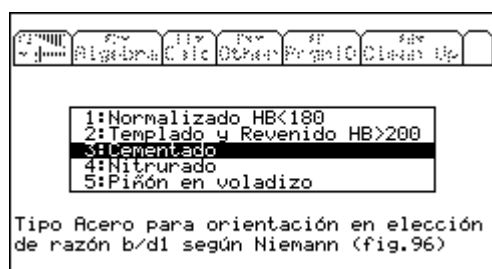 Algebra Calc Other PrgmIO Clean Up
1:Normalizado HB<180
2:Templado y Revenido HB>200
3:Cementado
4:Nitrurado
5:Piñón en voladizo
Tipo Acero para orientación en elección
de razón b/d1 según Niemann (fig.96)